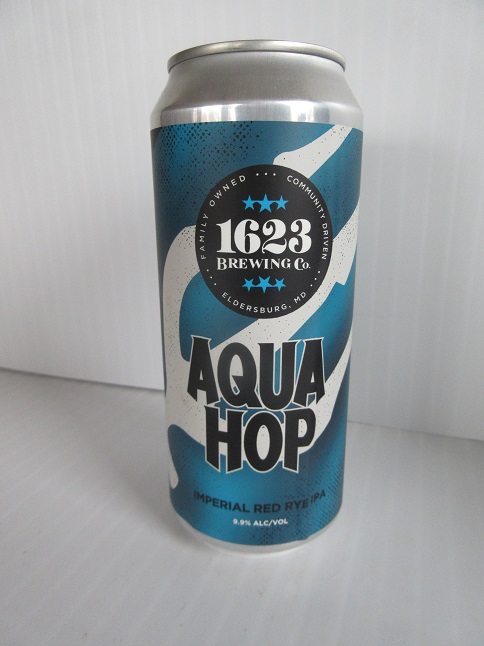 FAMILY OWNED ··· COMMUNITY DRIVEN
1623
BREWING CO.
ELDERSBURG, MD
AQUA
HOP
IMPERIAL RED RYE IPA
9.9% ALC/VOL